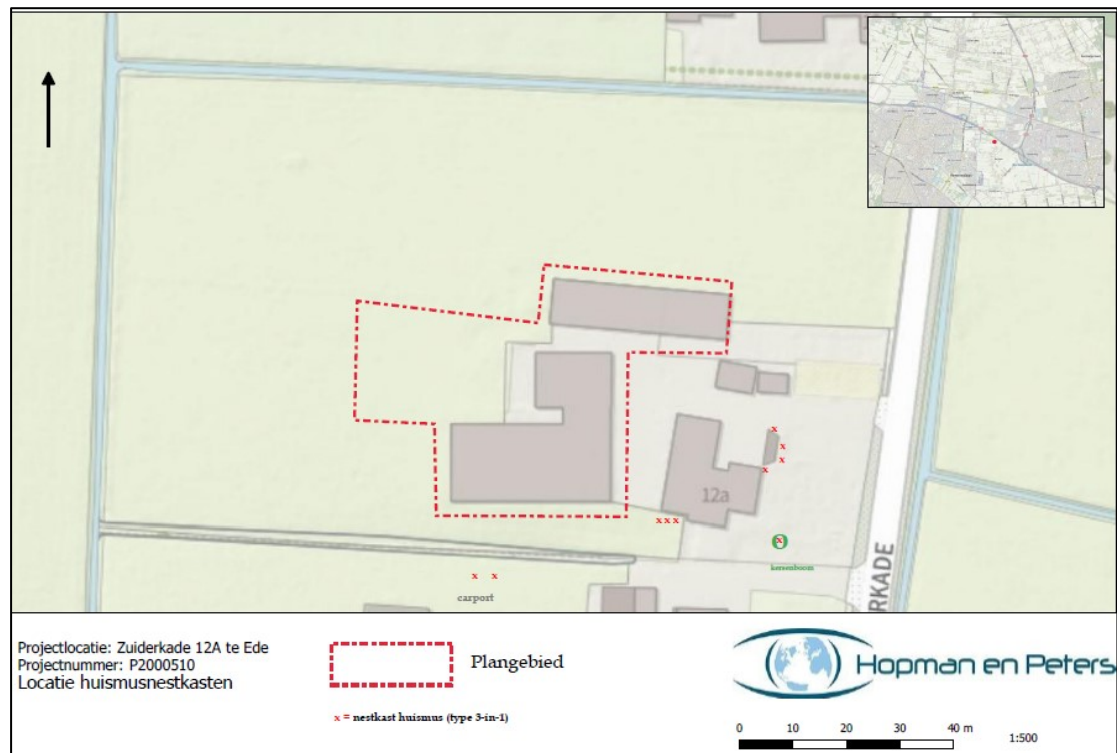 12a
x
x
x
x
xxx
x
kersenboom
RKADE
x x
carport
Projectlocatie: Zuiderkade 12A te Ede
Projectnummer: P2000510
Locatie huismusnestkasten
Plangebied
x = nestkast huismus (type 3-in-1)
Hopman en Peters
0 10 20 30 40 m
1:500